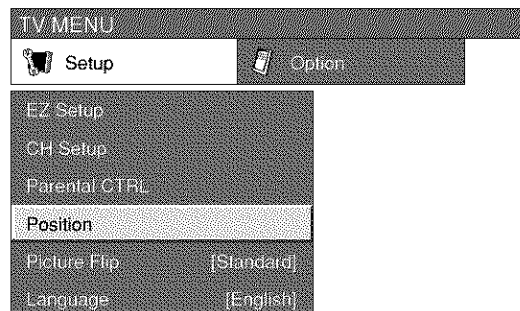 TV MENU
Setup Option
EZ Setup
CH Setup
Parental CTRL
Position
Picture Flip [Standard]
Language [English]